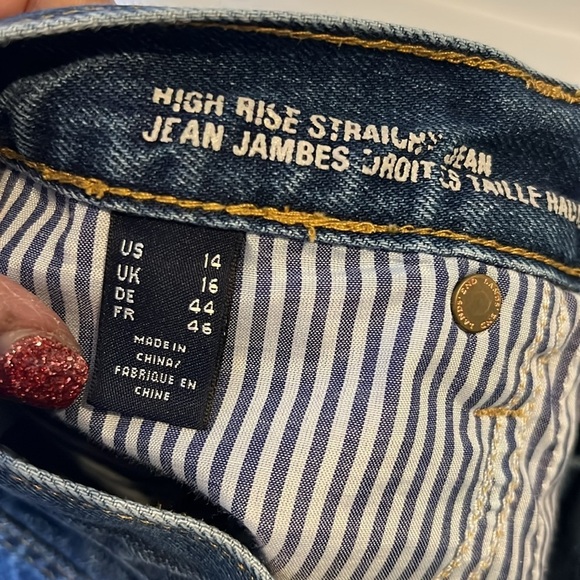 HIGH RISE STRAIGHT JEAN
JEAN JAMBES DROITES TAILLE
US 14
UK 16
DE 44
FR 46
MADE IN
CHINA/
FABRIQUE EN
CHINE